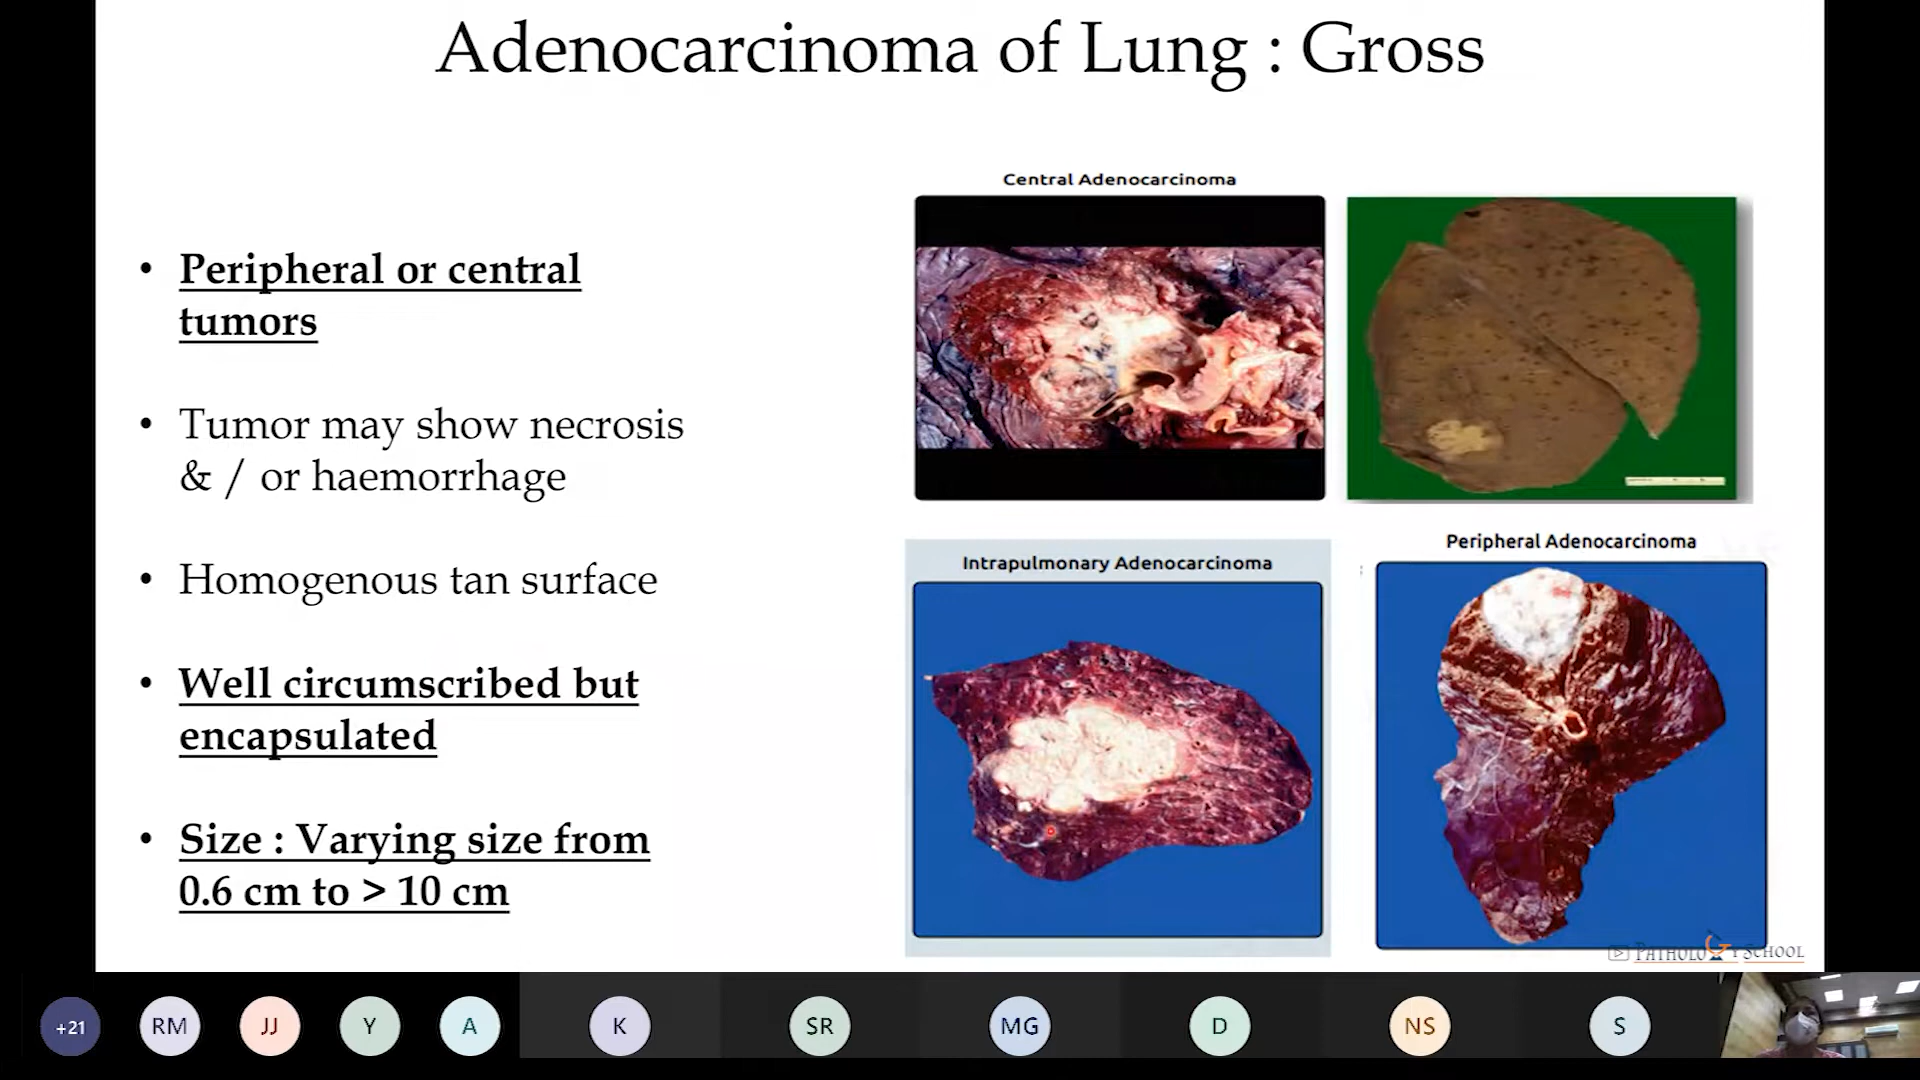 Adenocarcinoma of Lung : Gross
• Peripheral or central
tumors
• Tumor may show necrosis
& / or haemorrhage
• Homogenous tan surface
• Well circumscribed but
encapsulated
• Size : Varying size from
0.6 cm to > 10 cm
Central Adenocarcinoma
Intrapulmonary Adenocarcinoma
Peripheral Adenocarcinoma
PATHOLOGY SCHOOL
+21
RM
JJ
Y
A
K
SR
MG
D
NS
S